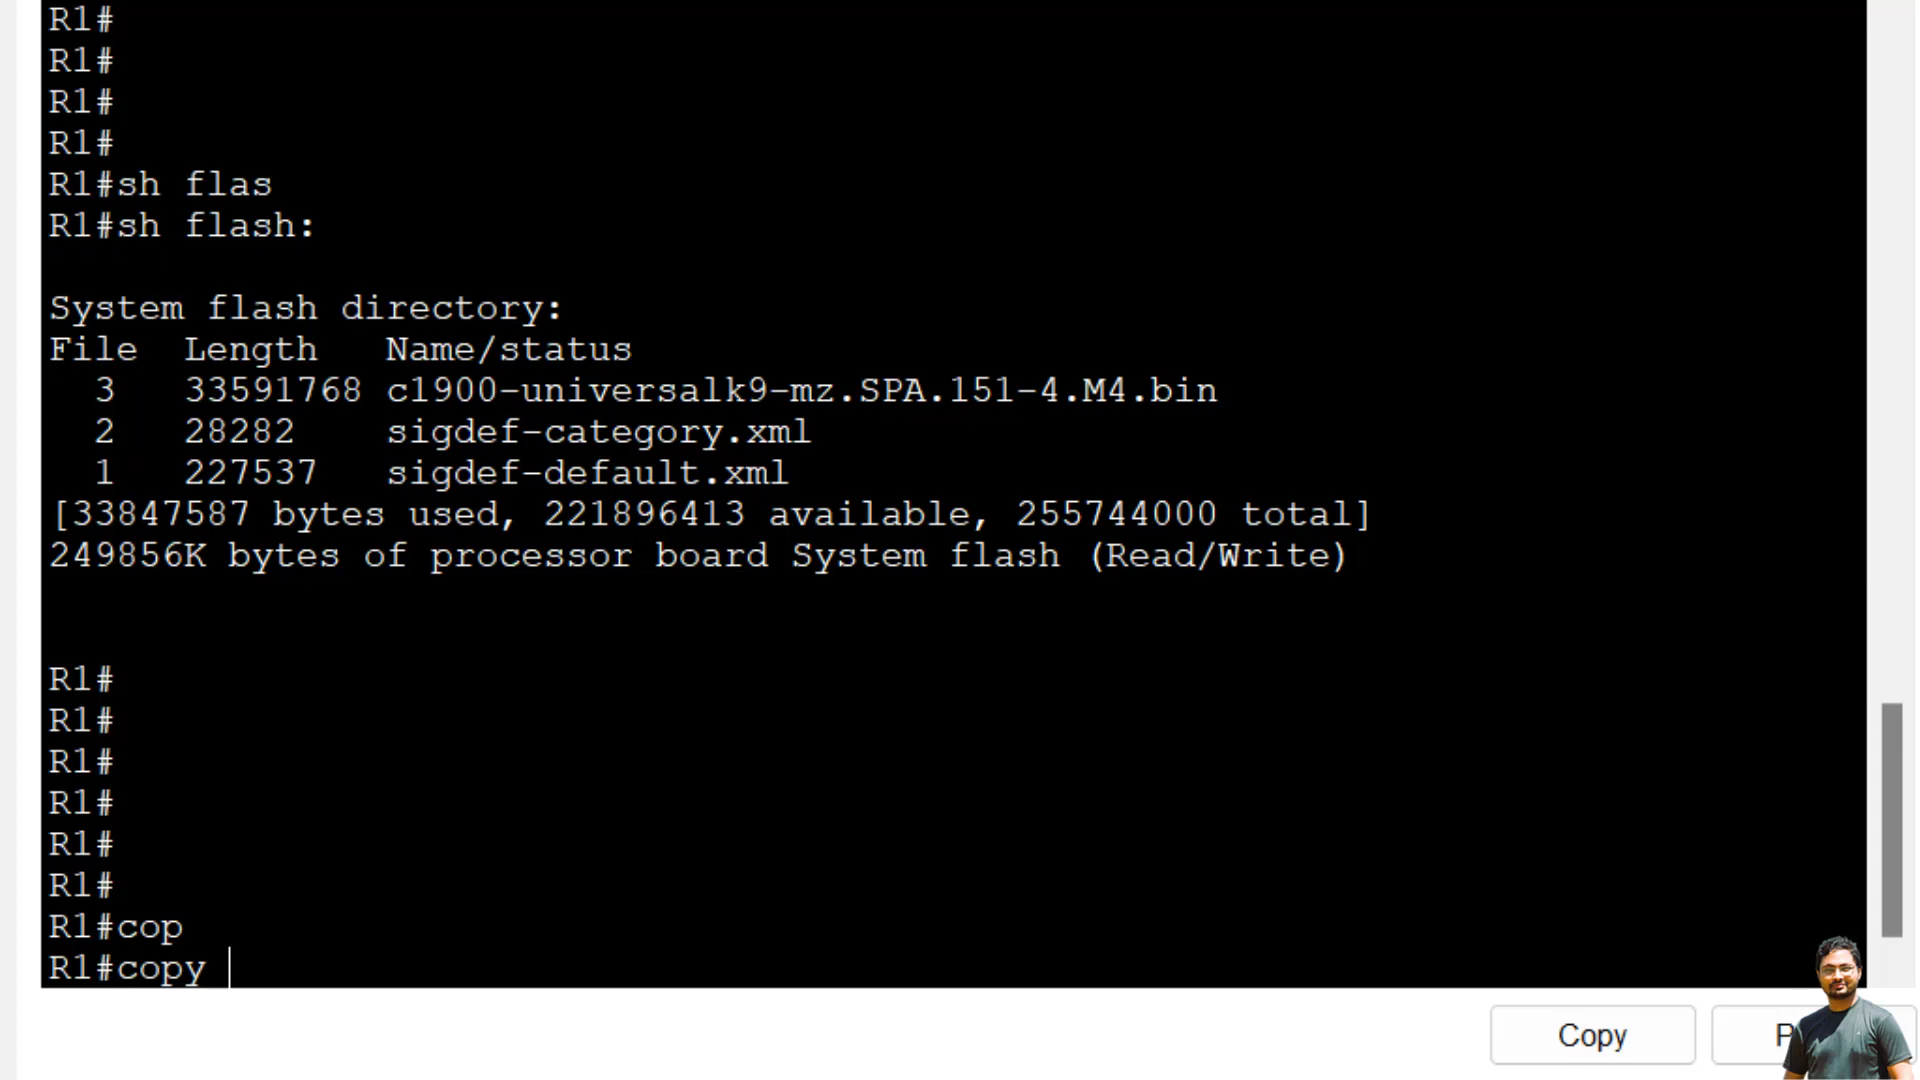 R1#
R1#
R1#
R1#
R1#sh flas
R1#sh flash:
System flash directory:
File  Length   Name/status
  3   33591768 c1900-universalk9-mz.SPA.151-4.M4.bin
  2   28282    sigdef-category.xml
  1   227537   sigdef-default.xml
[33847587 bytes used, 221896413 available, 255744000 total]
249856K bytes of processor board System flash (Read/Write)
R1#
R1#
R1#
R1#
R1#
R1#
R1#cop
R1#copy
Copy